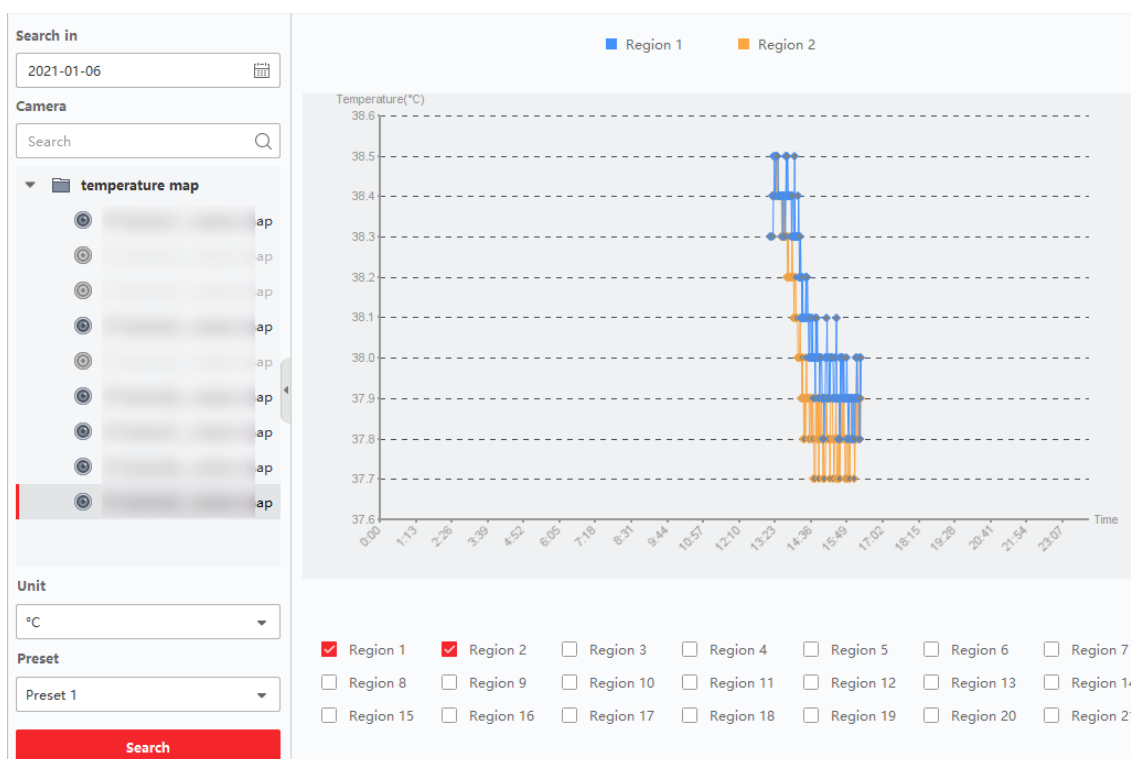 Search in
2021-01-06
Camera
Search
temperature map
ap
ap
ap
ap
ap
ap
ap
ap
ap
Unit
°C
Preset
Preset 1
Search
Region 1 Region 2
Temperature(°C)
38.6
38.5
38.4
38.3
38.2
38.1
38.0
37.9
37.8
37.7
37.6
Time
0:00 1:13 2:26 3:39 4:52 6:05 7:18 8:31 9:44 10:57 12:10 13:23 14:36 15:49 17:02 18:15 19:28 20:41 21:54 23:07
Region 1 Region 2 Region 3 Region 4 Region 5 Region 6 Region 7
Region 8 Region 9 Region 10 Region 11 Region 12 Region 13 Region 14
Region 15 Region 16 Region 17 Region 18 Region 19 Region 20 Region 21